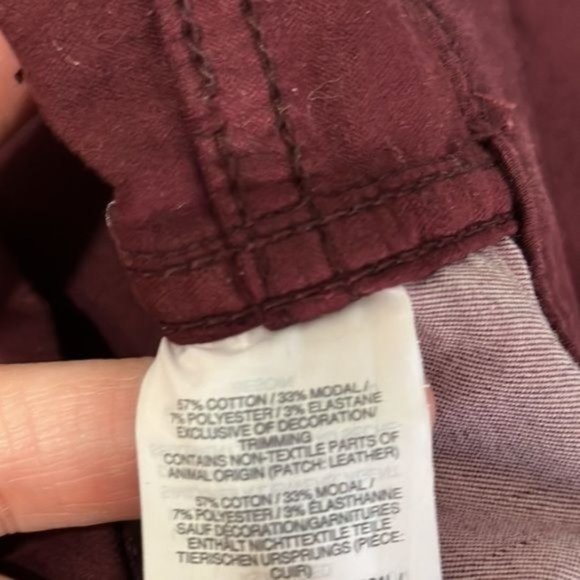 57% COTTON / 33% MODAL /
7% POLYESTER / 3% ELASTANE
EXCLUSIVE OF DECORATION/
TRIMMING
CONTAINS NON-TEXTILE PARTS OF
ANIMAL ORIGIN (PATCH: LEATHER)
57% COTTON / 33% MODAL /
7% POLYESTER / 3% ELASTHANNE
SAUF DÉCORATION/GARNITURES
ENTHÄLT NICHTTEXTILE TEILE
TIERISCHEN URSPRUNGS (PIÈCE:
CUIR)